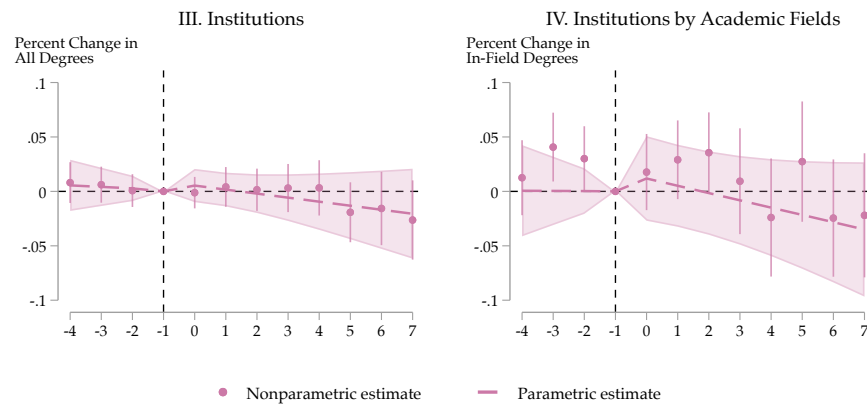 III. Institutions
Percent Change in
All Degrees
.1
.05
0
-.05
-.1
-4 -3 -2 -1 0 1 2 3 4 5 6 7
IV. Institutions by Academic Fields
Percent Change in
In-Field Degrees
.1
.05
0
-.05
-.1
-4 -3 -2 -1 0 1 2 3 4 5 6 7
Nonparametric estimate Parametric estimate